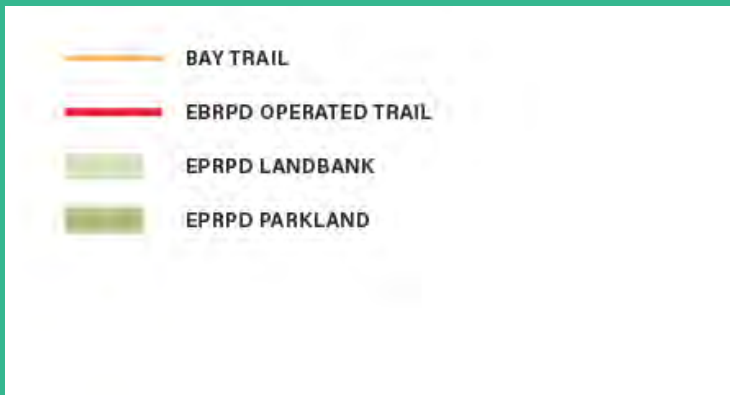 BAY TRAIL
EBRPD OPERATED TRAIL
EPRPD LANDBANK
EPRPD PARKLAND